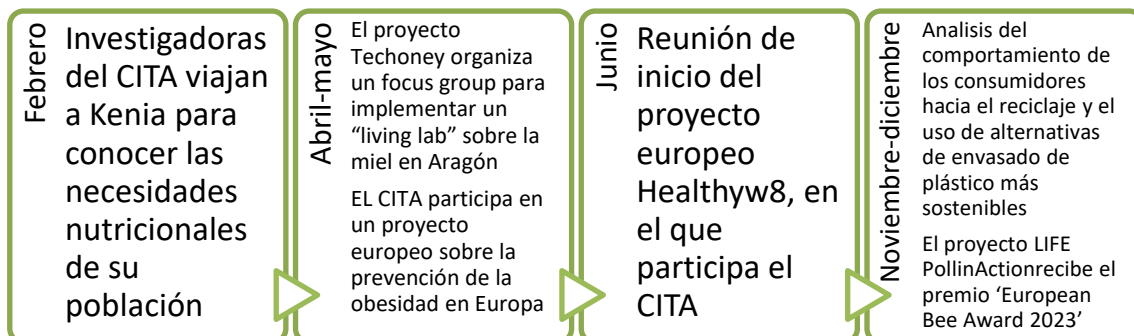 Febrero
Investigadoras
del CITA viajan
a Kenia para
conocer las
necesidades
nutricionales
de su
población
Abril-mayo
El proyecto
Techoney organiza
un focus group para
implementar un
“living lab” sobre la
miel en Aragón
EL CITA participa en
un proyecto
europeo sobre la
prevención de la
obesidad en Europa
Junio
Reunión de
inicio del
proyecto
europeo
Healthyw8, en
el que
participa el
CITA
Noviembre-diciembre
Analisis del
comportamiento de
los consumidores
hacia el reciclaje y el
uso de alternativas
de envasado de
plástico más
sostenibles
El proyecto LIFE
PollinActionrecibe el
premio ‘European
Bee Award 2023’